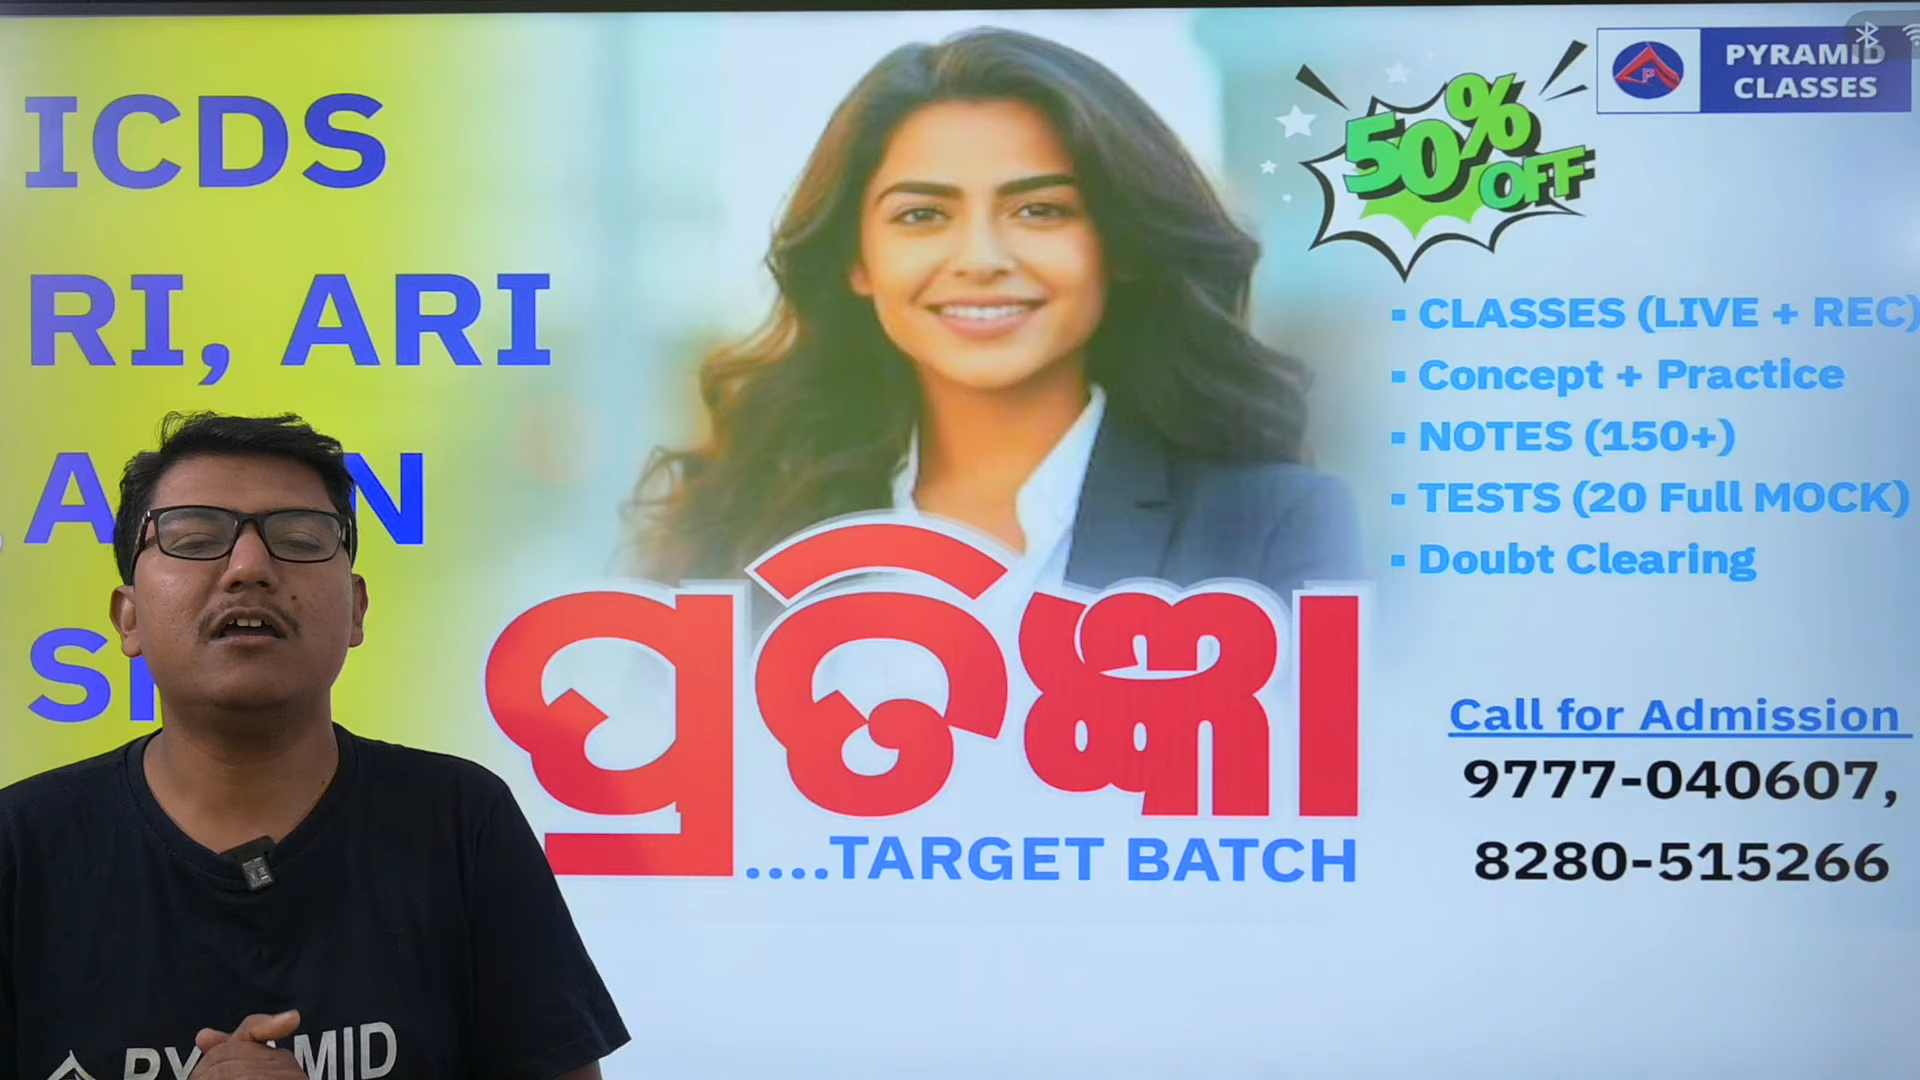 ICDS
RI, ARI
PYRAMID
CLASSES
50%
OFF
▪ CLASSES (LIVE + REC)
▪ Concept + Practice
▪ NOTES (150+)
▪ TESTS (20 Full MOCK)
▪ Doubt Clearing
ପ୍ରତିଜ୍ଞା
....TARGET BATCH
Call for Admission
9777-040607,
8280-515266